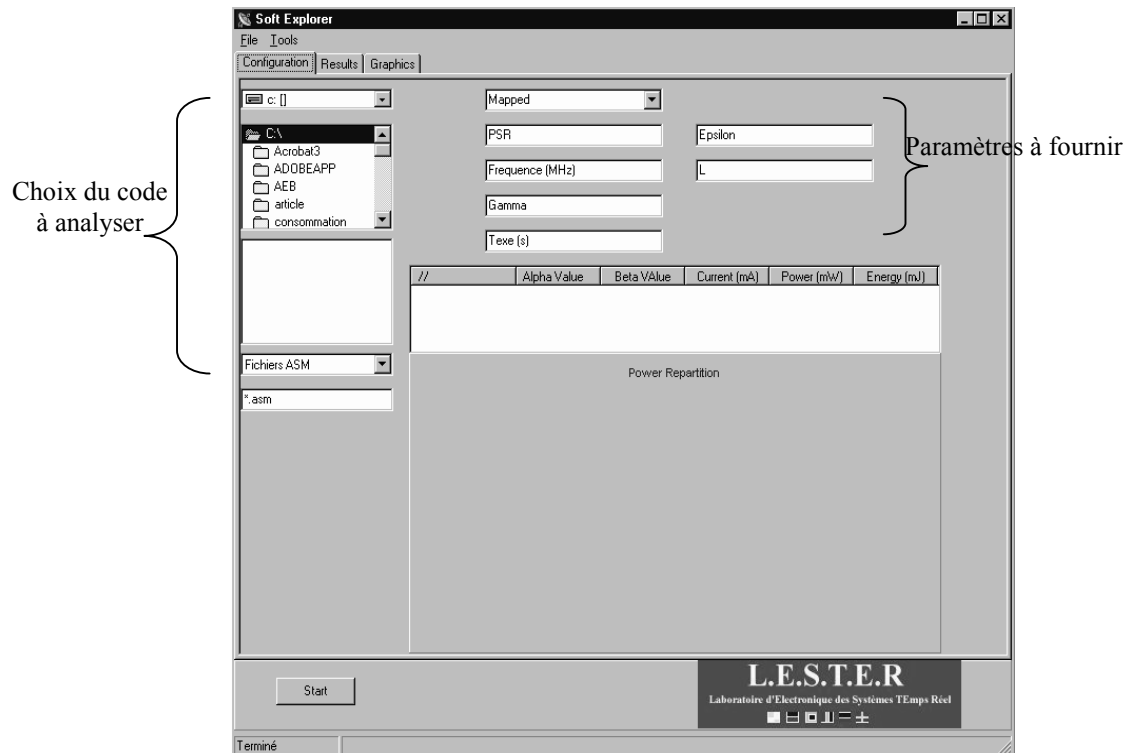 Soft Explorer
File Tools
Configuration Results Graphics
c: []
C:\
Acrobat3
ADOBEAPP
AEB
article
consommation
Fichiers ASM
*.asm
Choix du code
à analyser
Mapped
PSR
Epsilon
Frequence (MHz)
L
Gamma
Texe (s)
Paramètres à fournir
// Alpha Value Beta VAlue Current (mA) Power (mW) Energy (mJ)
Power Repartition
Start
L.E.S.T.E.R
Laboratoire d'Electronique des Systèmes TEmps Réel
Terminé